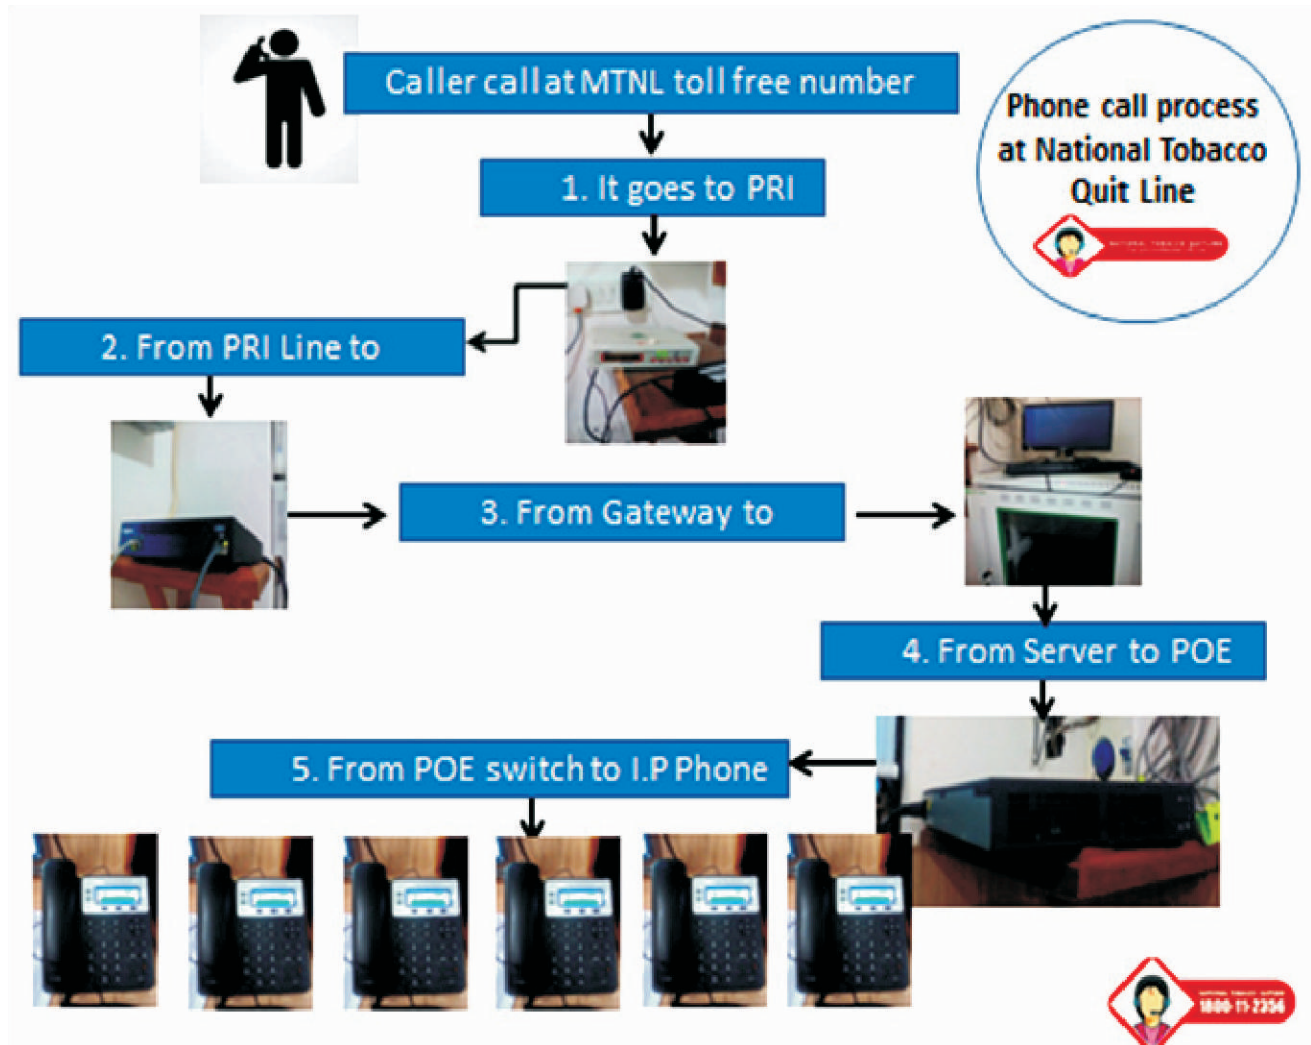 Caller call at MTNL toll free number
Phone call process
at National Tobacco
Quit Line
1. It goes to PRI
2. From PRI Line to
3. From Gateway to
4. From Server to POE
5. From POE switch to I.P Phone
1800-11-2356